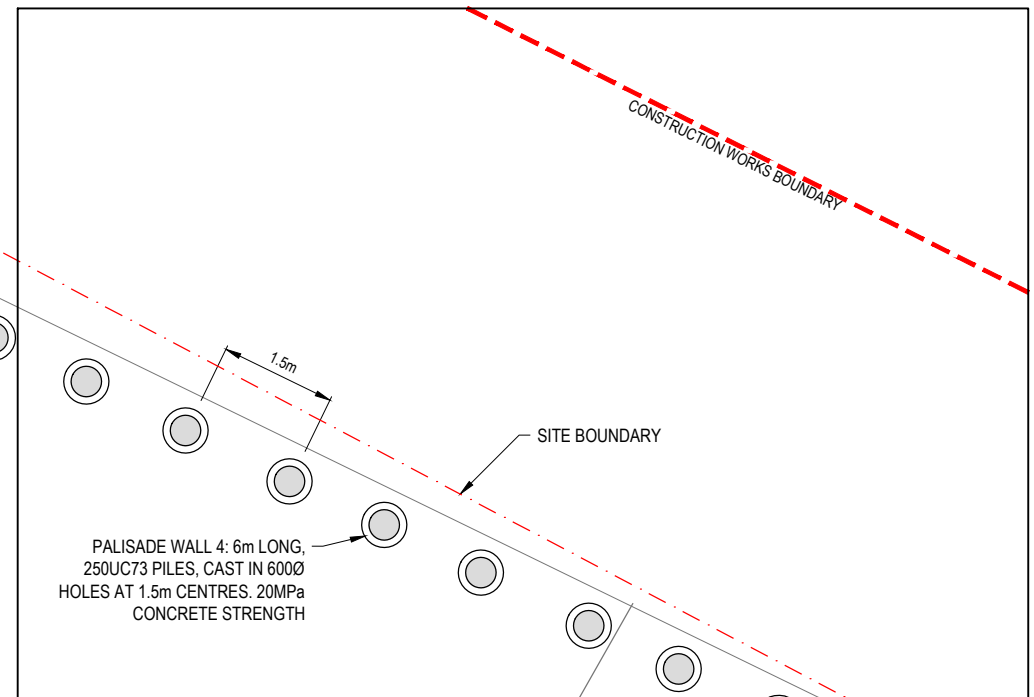 CONSTRUCTION WORKS BOUNDARY
1.5m
SITE BOUNDARY
PALISADE WALL 4: 6m LONG,
250UC73 PILES, CAST IN 600Ø
HOLES AT 1.5m CENTRES. 20MPa
CONCRETE STRENGTH